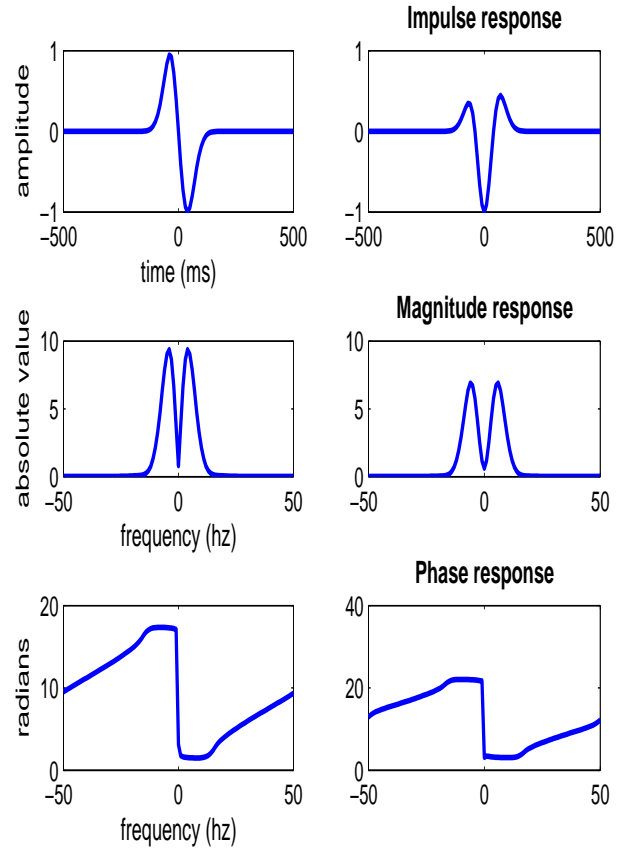 Impulse response
amplitude
1
0
−1
−500 0 500
time (ms)
1
0
−1
−500 0 500
Magnitude response
absolute value
10
5
0
−50 0 50
frequency (hz)
10
5
0
−50 0 50
Phase response
radians
20
10
0
−50 0 50
frequency (hz)
40
20
0
−50 0 50